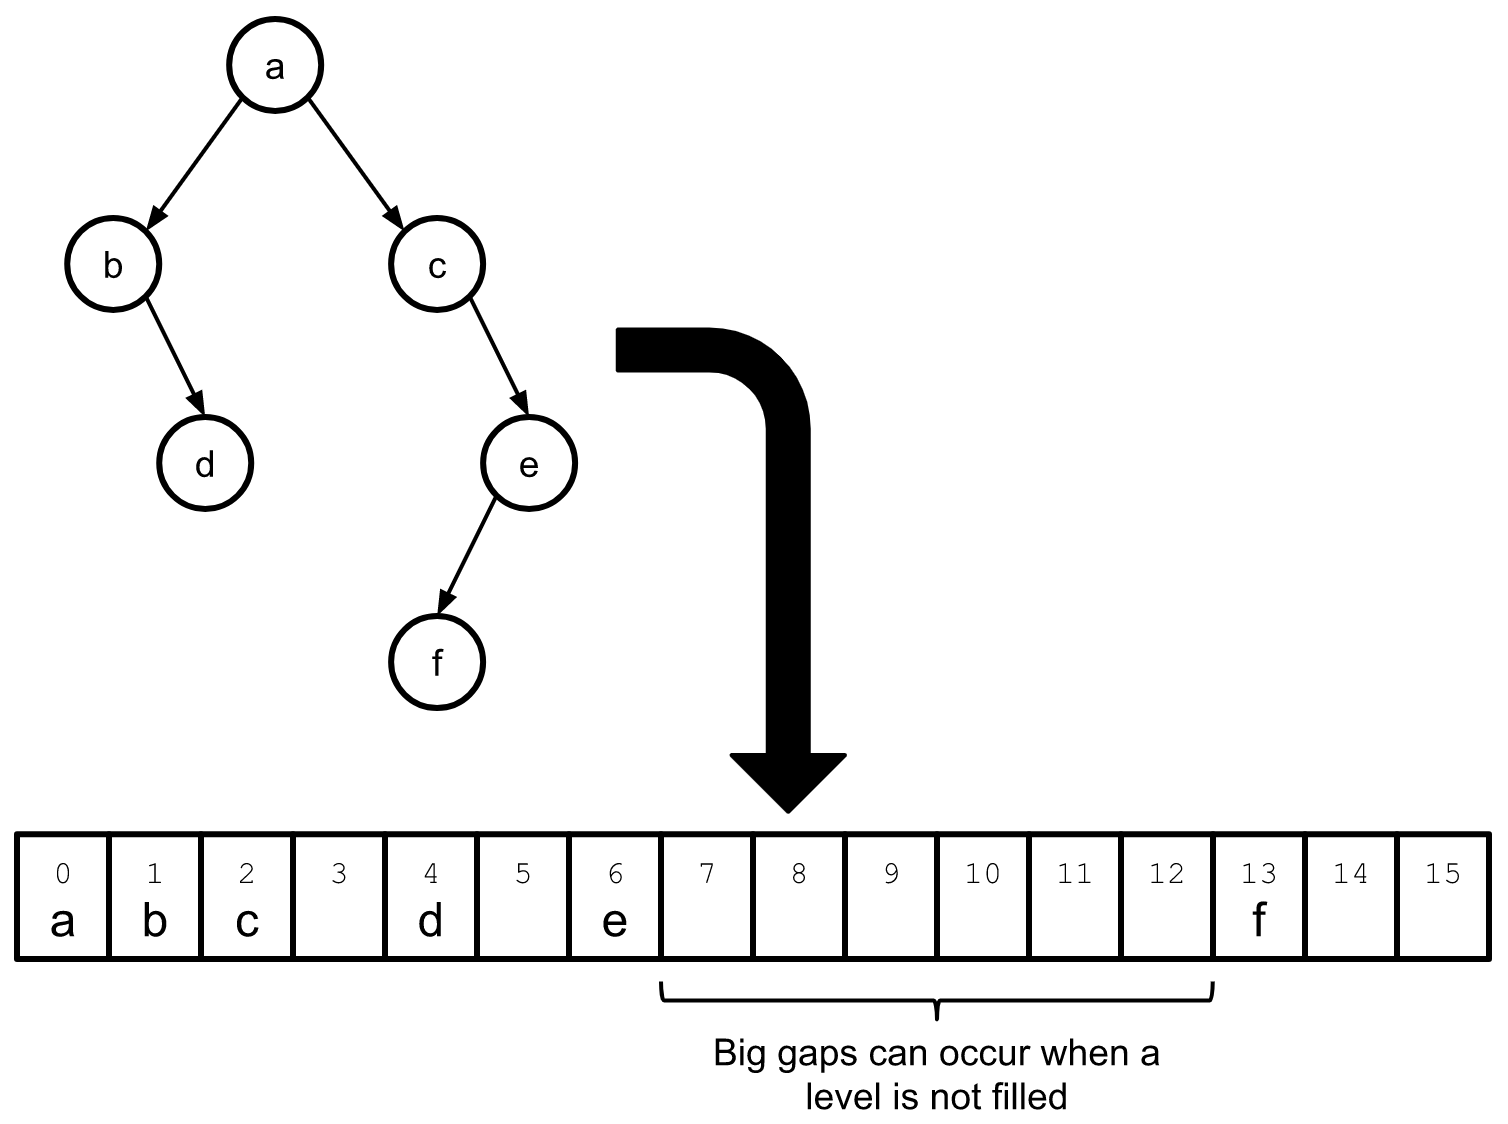 a
b c
d e
f
0 1 2 3 4 5 6 7 8 9 10 11 12 13 14 15
a b c d e f
Big gaps can occur when a
level is not filled